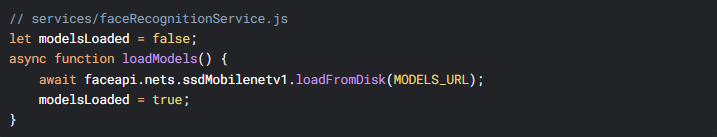 // services/faceRecognitionService.js
let modelsLoaded = false;
async function loadModels() {
    await faceapi.nets.ssdMobilenetv1.loadFromDisk(MODELS_URL);
    modelsLoaded = true;
}